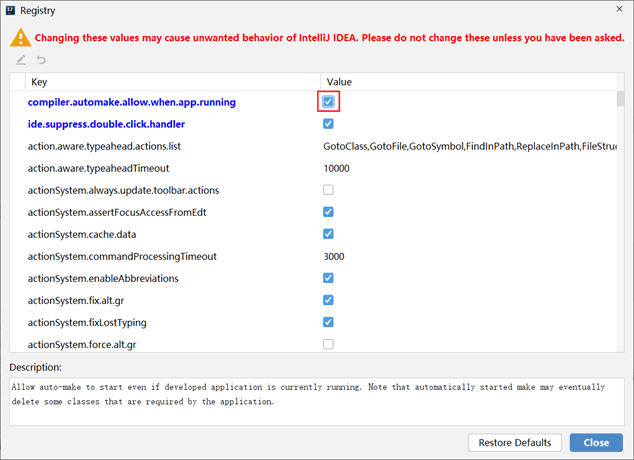 Registry
Changing these values may cause unwanted behavior of IntelliJ IDEA. Please do not change these unless you have been asked.
Key Value
compiler.automake.allow.when.app.running
ide.suppress.double.click.handler
action.aware.typeahead.actions.list GotoClass,GotoFile,GotoSymbol,FindInPath,ReplaceInPath,FileStruc
action.aware.typeaheadTimeout 10000
actionSystem.always.update.toolbar.actions
actionSystem.assertFocusAccessFromEdt
actionSystem.cache.data
actionSystem.commandProcessingTimeout 3000
actionSystem.enableAbbreviations
actionSystem.fix.alt.gr
actionSystem.fixLostTyping
actionSystem.force.alt.gr
Description:
Allow auto-make to start even if developed application is currently running. Note that automatically started make may eventually
delete some classes that are required by the application.
Restore Defaults Close